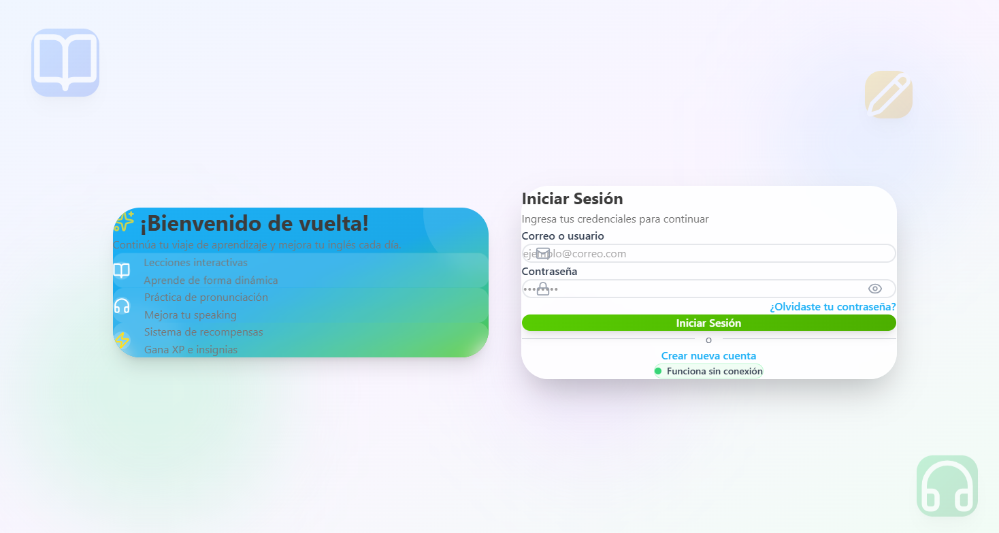 ¡Bienvenido de vuelta!
Continúa tu viaje de aprendizaje y mejora tu inglés cada día.
Lecciones interactivas
Aprende de forma dinámica
Práctica de pronunciación
Mejora tu speaking
Sistema de recompensas
Gana XP e insignias
Iniciar Sesión
Ingresa tus credenciales para continuar
Correo o usuario
ejemplo@correo.com
Contraseña
••••••••
¿Olvidaste tu contraseña?
Iniciar Sesión
O
Crear nueva cuenta
Funciona sin conexión